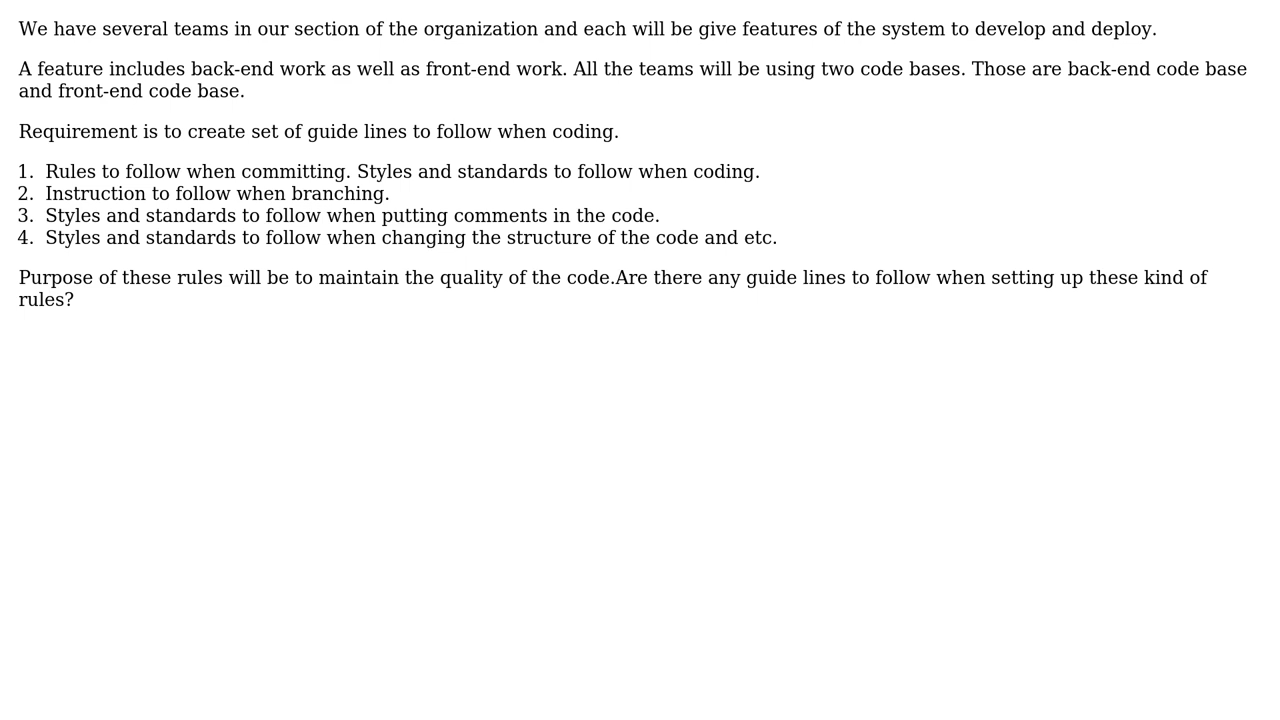 We have several teams in our section of the organization and each will be give features of the system to develop and deploy.
A feature includes back-end work as well as front-end work. All the teams will be using two code bases. Those are back-end code base
and front-end code base.
Requirement is to create set of guide lines to follow when coding.
1. Rules to follow when committing. Styles and standards to follow when coding.
2. Instruction to follow when branching.
3. Styles and standards to follow when putting comments in the code.
4. Styles and standards to follow when changing the structure of the code and etc.
Purpose of these rules will be to maintain the quality of the code.Are there any guide lines to follow when setting up these kind of
rules?